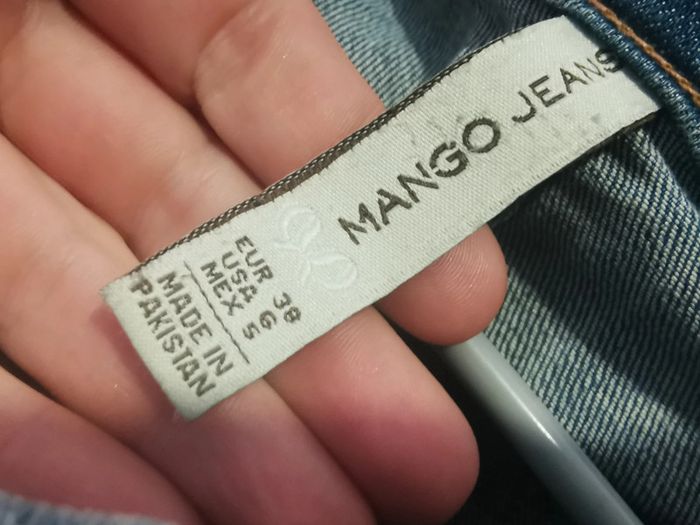 MANGO JEANS
EUR 38
USA 6
MEX 5
MADE IN
PAKISTAN